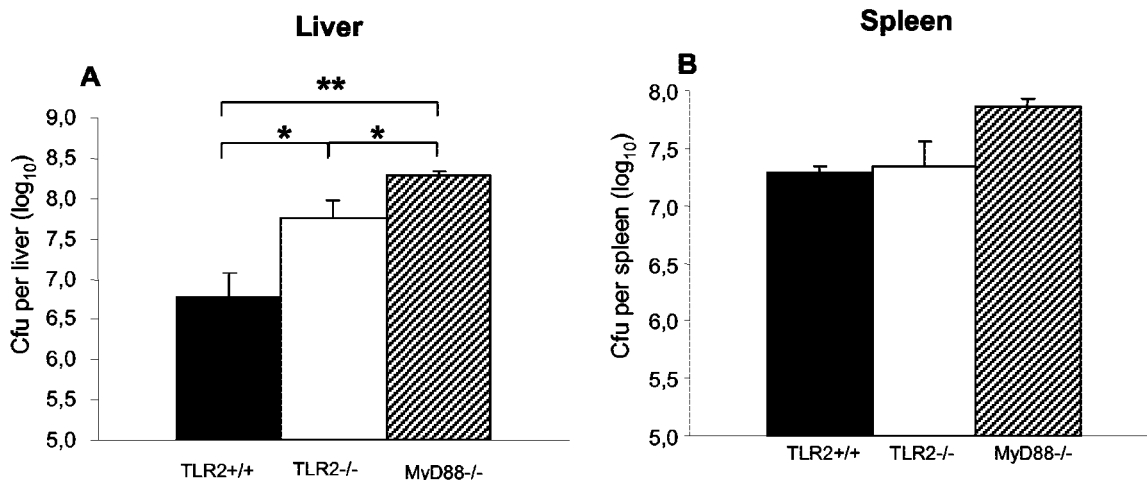 Liver
A
**
*
*
Cfu per liver (log10)
9,0
8,5
8,0
7,5
7,0
6,5
6,0
5,5
5,0
TLR2+/+
TLR2-/-
MyD88-/-
Spleen
B
Cfu per spleen (log10)
8,0
7,5
7,0
6,5
6,0
5,5
5,0
TLR2+/+
TLR2-/-
MyD88-/-